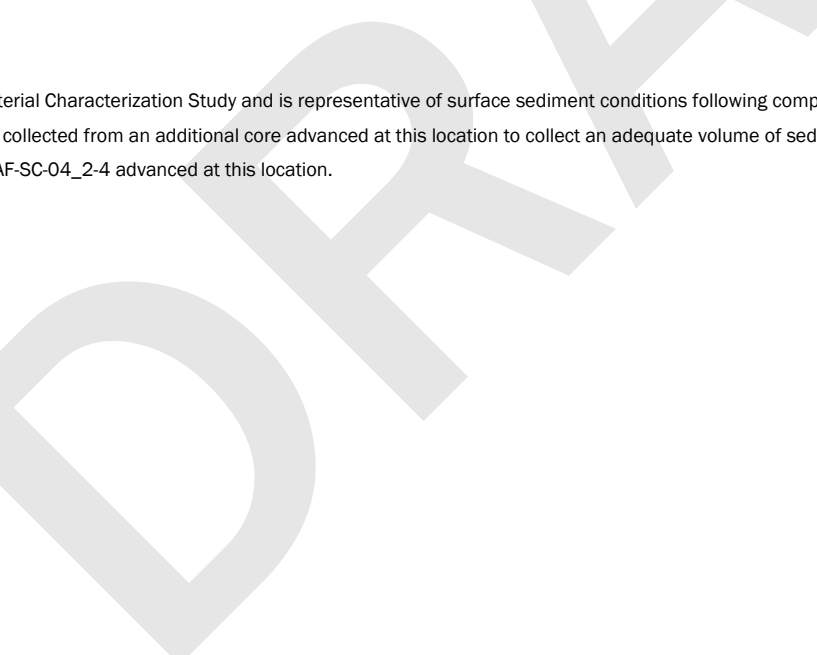 terial Characterization Study and is representative of surface sediment conditions following comp
collected from an additional core advanced at this location to collect an adequate volume of sed
AF-SC-04_2-4 advanced at this location.
DRA